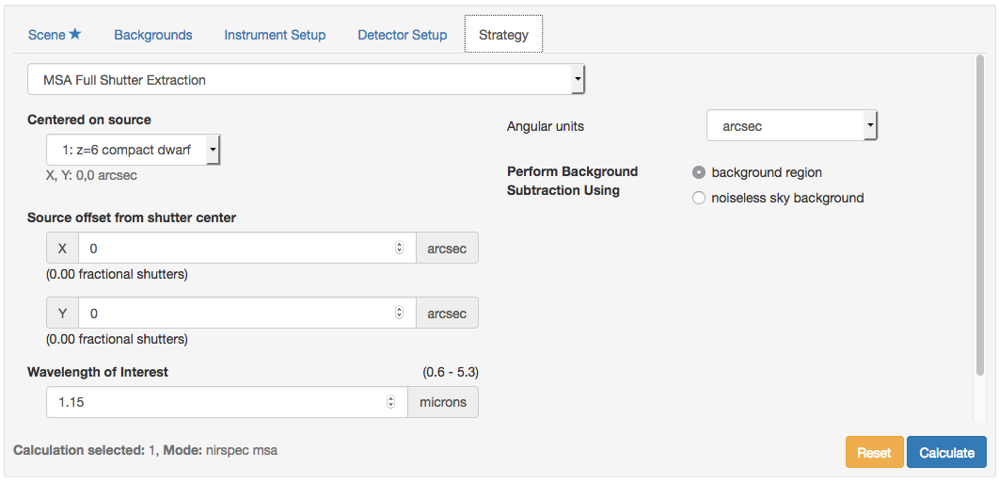 Scene Backgrounds Instrument Setup Detector Setup Strategy
MSA Full Shutter Extraction
Centered on source
1: z=6 compact dwarf
X, Y: 0,0 arcsec
Source offset from shutter center
X 0 arcsec
(0.00 fractional shutters)
Y 0 arcsec
(0.00 fractional shutters)
Wavelength of Interest (0.6 - 5.3)
1.15 microns
Angular units arcsec
Perform Background
Subtraction Using
background region
noiseless sky background
Calculation selected: 1, Mode: nirspec msa
Reset Calculate